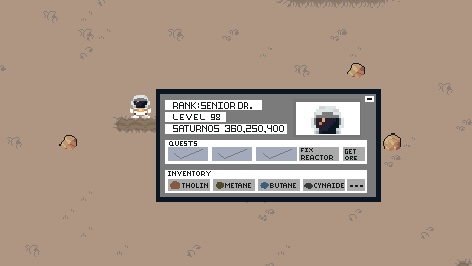 RANK:SENIOR DR.
LEVEL 98
SATURNOS 360,250,400
QUESTS
FIX REACTOR
GET ORE
INVENTORY
THOLIN METANE BUTANE CYNAIDE